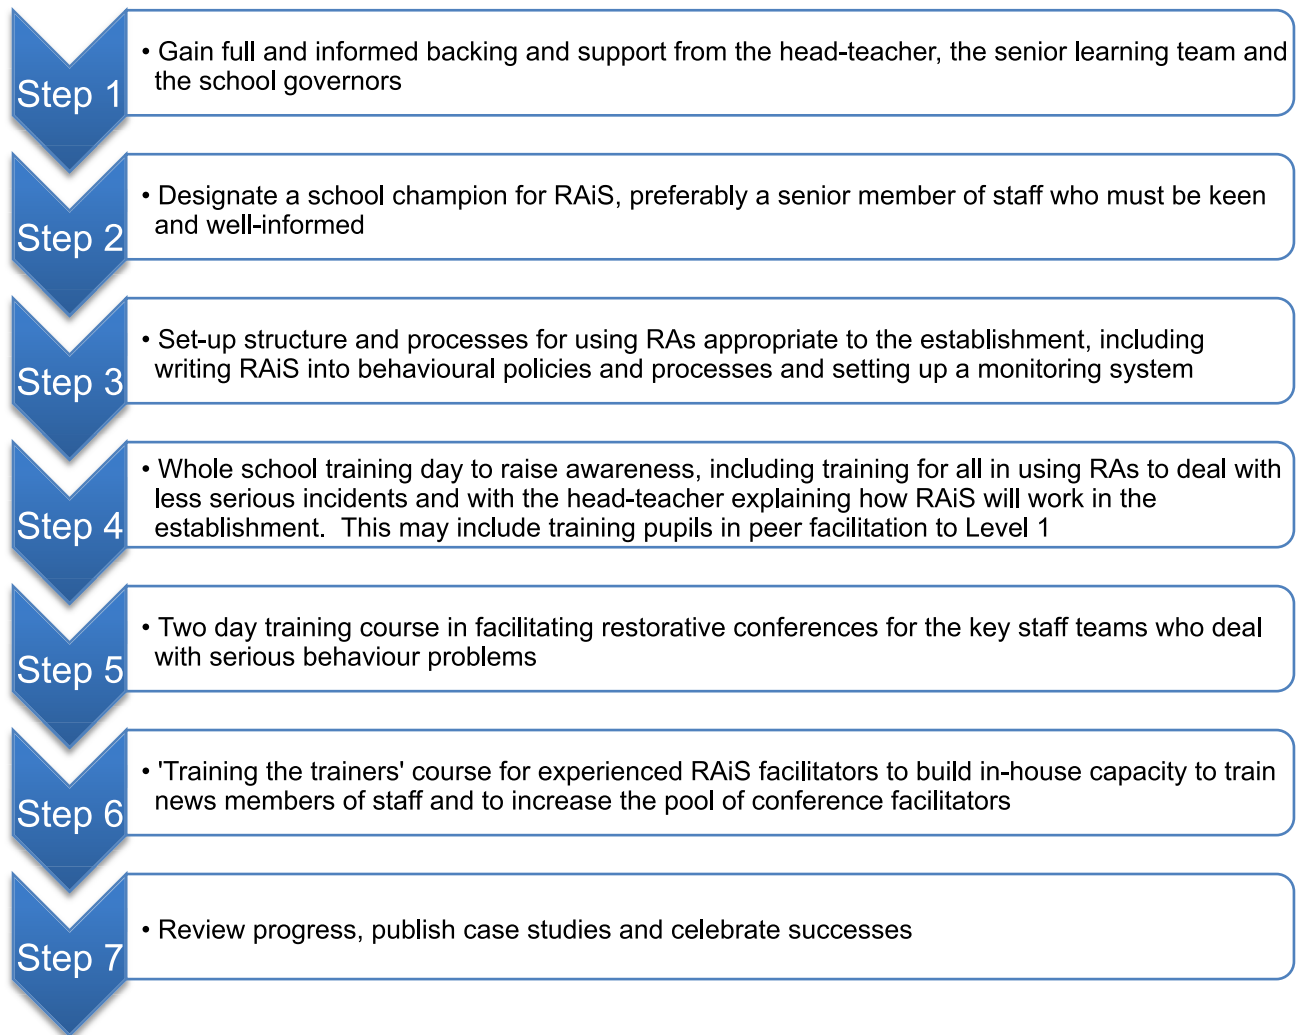 Step 1
• Gain full and informed backing and support from the head-teacher, the senior learning team and
the school governors
Step 2
• Designate a school champion for RAiS, preferably a senior member of staff who must be keen
and well-informed
Step 3
• Set-up structure and processes for using RAs appropriate to the establishment, including
writing RAiS into behavioural policies and processes and setting up a monitoring system
Step 4
• Whole school training day to raise awareness, including training for all in using RAs to deal with
less serious incidents and with the head-teacher explaining how RAiS will work in the
establishment.  This may include training pupils in peer facilitation to Level 1
Step 5
• Two day training course in facilitating restorative conferences for the key staff teams who deal
with serious behaviour problems
Step 6
• 'Training the trainers' course for experienced RAiS facilitators to build in-house capacity to train
news members of staff and to increase the pool of conference facilitators
Step 7
• Review progress, publish case studies and celebrate successes